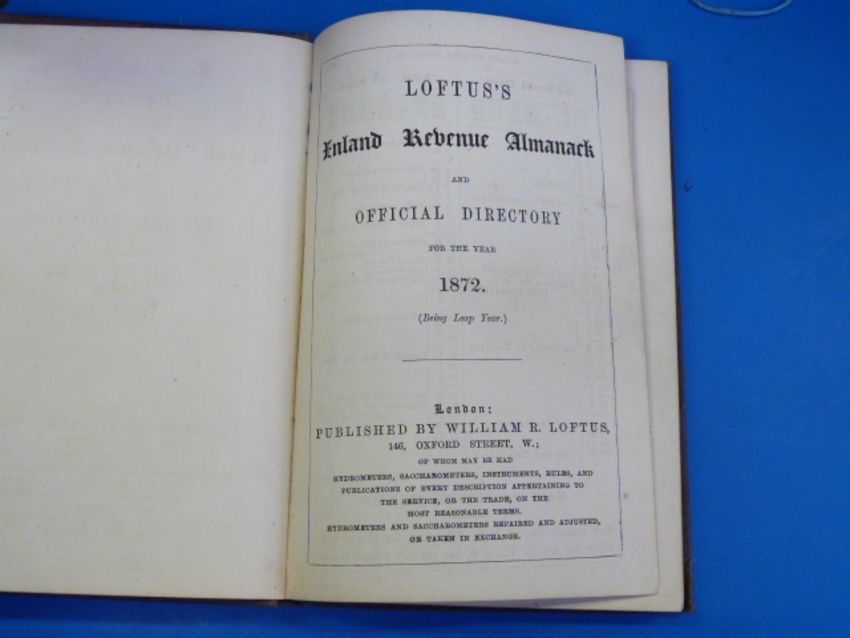 LOFTUS'S
Inland Revenue Almanack
AND
OFFICIAL DIRECTORY
FOR THE YEAR
1872.
(Being Leap Year.)
London:
PUBLISHED BY WILLIAM R. LOFTUS,
146, OXFORD STREET, W.;
OF WHOM MAY BE HAD
HYDROMETERS, SACCHAROMETERS, INSTRUMENTS, RULES, AND
PUBLICATIONS OF EVERY DESCRIPTION APPERTAINING TO
THE SERVICE, OR THE TRADE, ON THE
MOST REASONABLE TERMS.
HYDROMETERS AND SACCHAROMETERS REPAIRED AND ADJUSTED,
OR TAKEN IN EXCHANGE.